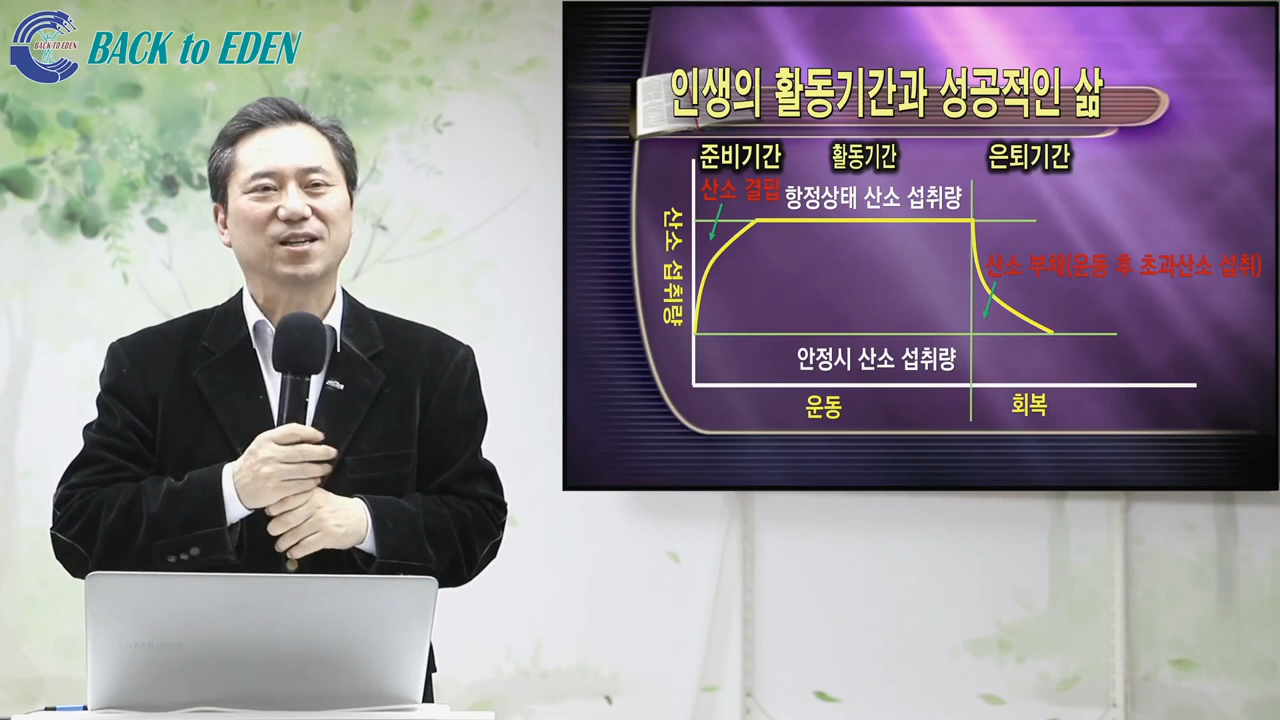 BACK TO EDEN
BACK to EDEN
인생의 활동기간과 성공적인 삶
준비기간 활동기간 은퇴기간
산소 결핍
항정상태 산소 섭취량
산소 섭취량
산소 부채(운동 후 초과산소 섭취)
안정시 산소 섭취량
운동
회복